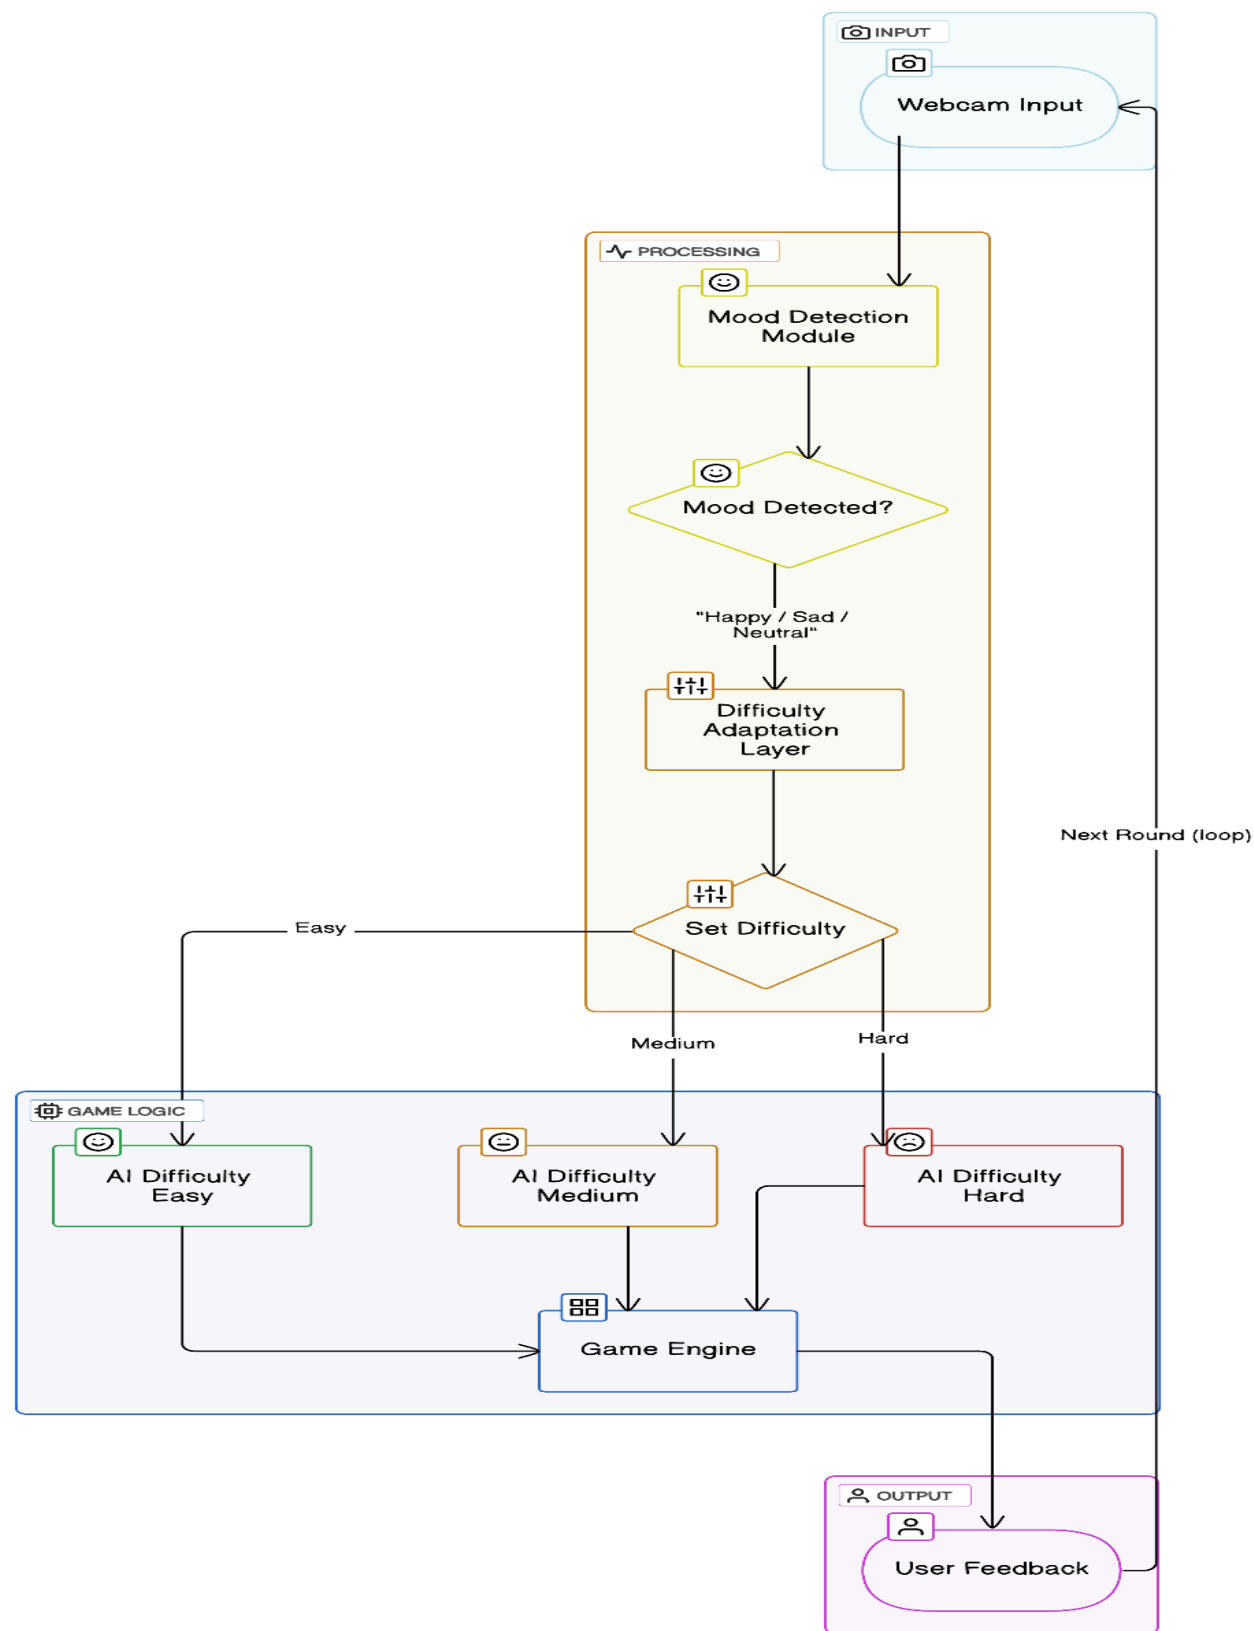 INPUT
Webcam Input
PROCESSING
Mood Detection
Module
Mood Detected?
"Happy / Sad /
Neutral"
Difficulty
Adaptation
Layer
Next Round (loop)
Set Difficulty
Easy
Medium
Hard
GAME LOGIC
AI Difficulty
Easy
AI Difficulty
Medium
AI Difficulty
Hard
Game Engine
OUTPUT
User Feedback